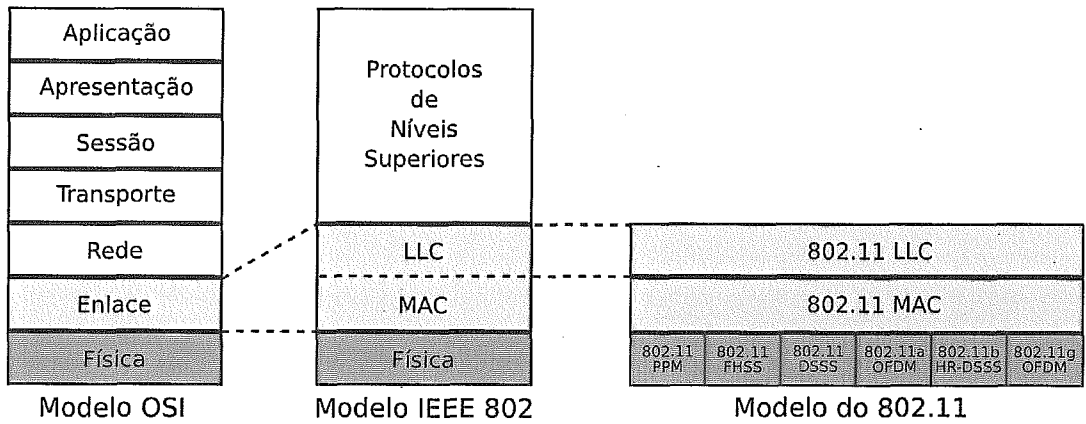 Aplicação
Apresentação
Sessão
Transporte
Rede
Enlace
Física
Modelo OSI
Protocolos
de
Níveis
Superiores
LLC
MAC
Física
Modelo IEEE 802
802.11 LLC
802.11 MAC
802.11
PPM
802.11
FHSS
802.11
DSSS
802.11a
OFDM
802.11b
HR-DSSS
802.11g
OFDM
Modelo do 802.11